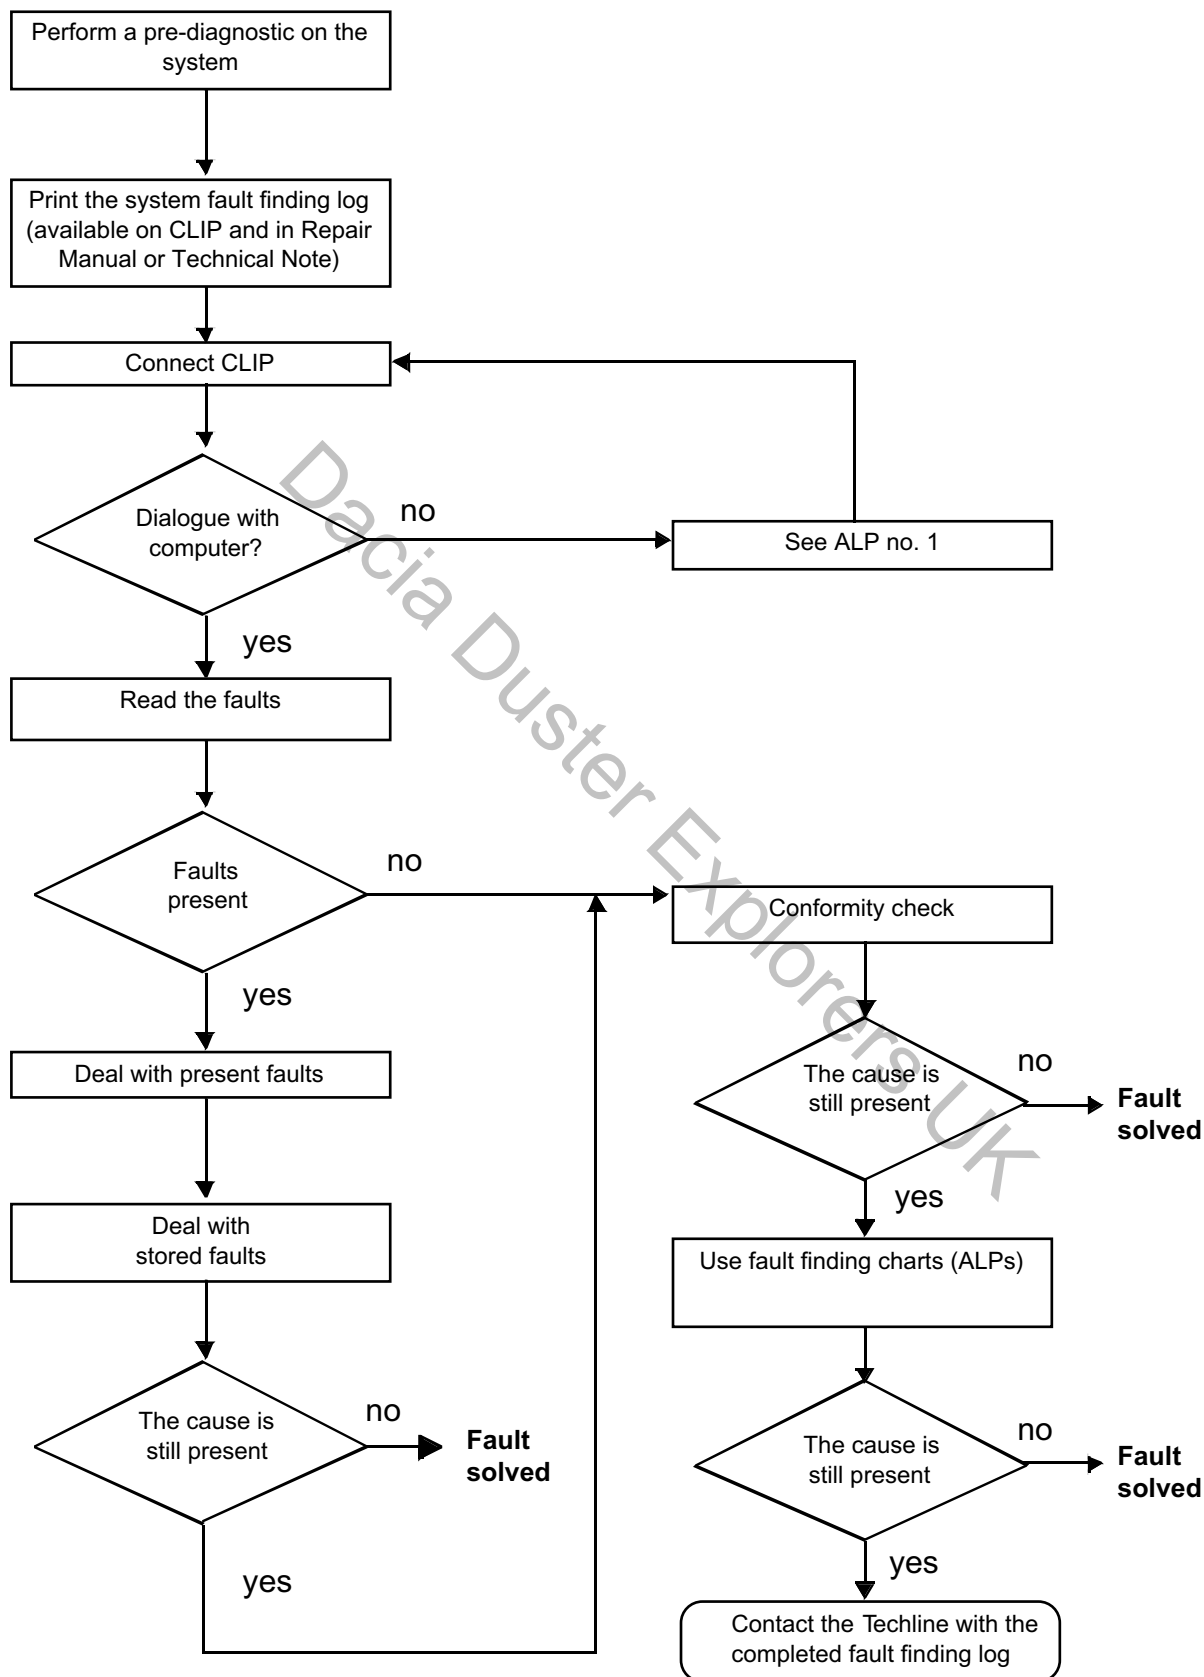 Perform a pre-diagnostic on the
system
Print the system fault finding log
(available on CLIP and in Repair
Manual or Technical Note)
Connect CLIP
Dialogue with
computer?
no
See ALP no. 1
yes
Read the faults
Faults
present
no
Conformity check
yes
Deal with present faults
The cause is
still present
no
Fault
solved
yes
Deal with
stored faults
Use fault finding charts (ALPs)
The cause is
still present
no
Fault
solved
yes
The cause is
still present
no
Fault
solved
yes
Contact the Techline with the
completed fault finding log
Dacia Duster Explorers UK